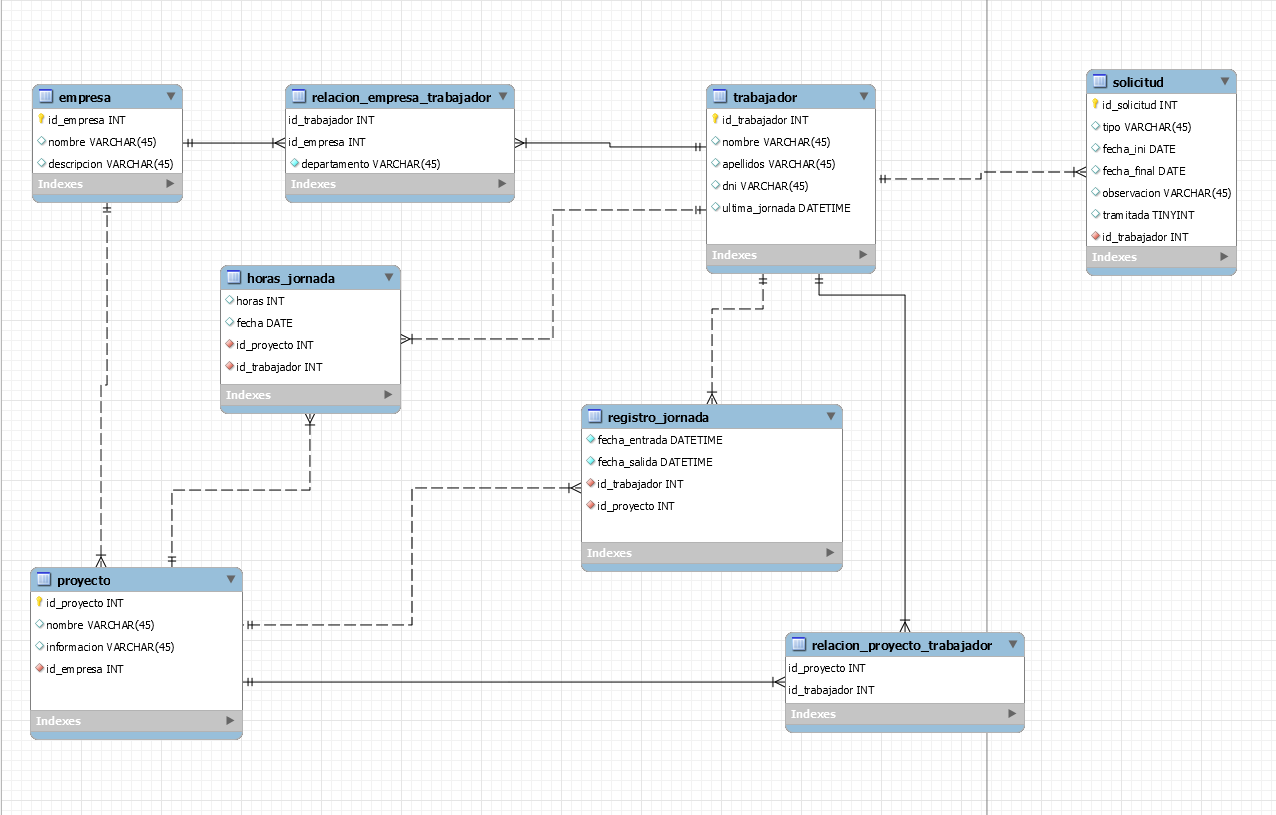 empresa
id_empresa INT
nombre VARCHAR(45)
descripcion VARCHAR(45)
Indexes
relacion_empresa_trabajador
id_trabajador INT
id_empresa INT
departamento VARCHAR(45)
Indexes
trabajador
id_trabajador INT
nombre VARCHAR(45)
apellidos VARCHAR(45)
dni VARCHAR(45)
ultima_jornada DATETIME
Indexes
solicitud
id_solicitud INT
tipo VARCHAR(45)
fecha_ini DATE
fecha_final DATE
observacion VARCHAR(45)
tramitada TINYINT
id_trabajador INT
Indexes
horas_jornada
horas INT
fecha DATE
id_proyecto INT
id_trabajador INT
Indexes
registro_jornada
fecha_entrada DATETIME
fecha_salida DATETIME
id_trabajador INT
id_proyecto INT
Indexes
proyecto
id_proyecto INT
nombre VARCHAR(45)
informacion VARCHAR(45)
id_empresa INT
Indexes
relacion_proyecto_trabajador
id_proyecto INT
id_trabajador INT
Indexes